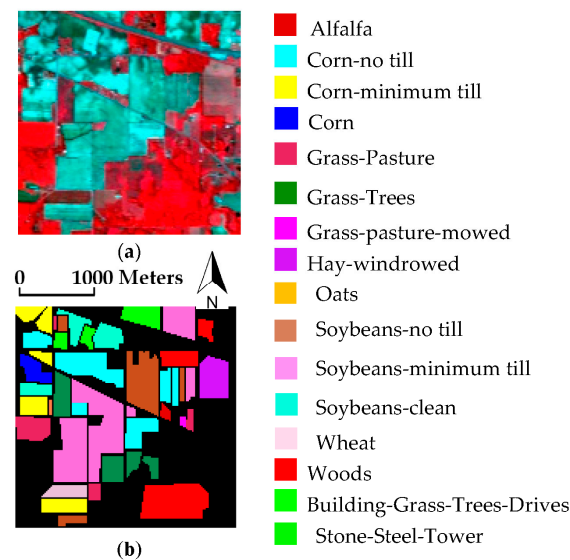 Alfalfa
Corn-no till
Corn-minimum till
Corn
Grass-Pasture
Grass-Trees
Grass-pasture-mowed
Hay-windrowed
Oats
Soybeans-no till
Soybeans-minimum till
Soybeans-clean
Wheat
Woods
Building-Grass-Trees-Drives
Stone-Steel-Tower
(a)
0 1000 Meters
N
(b)